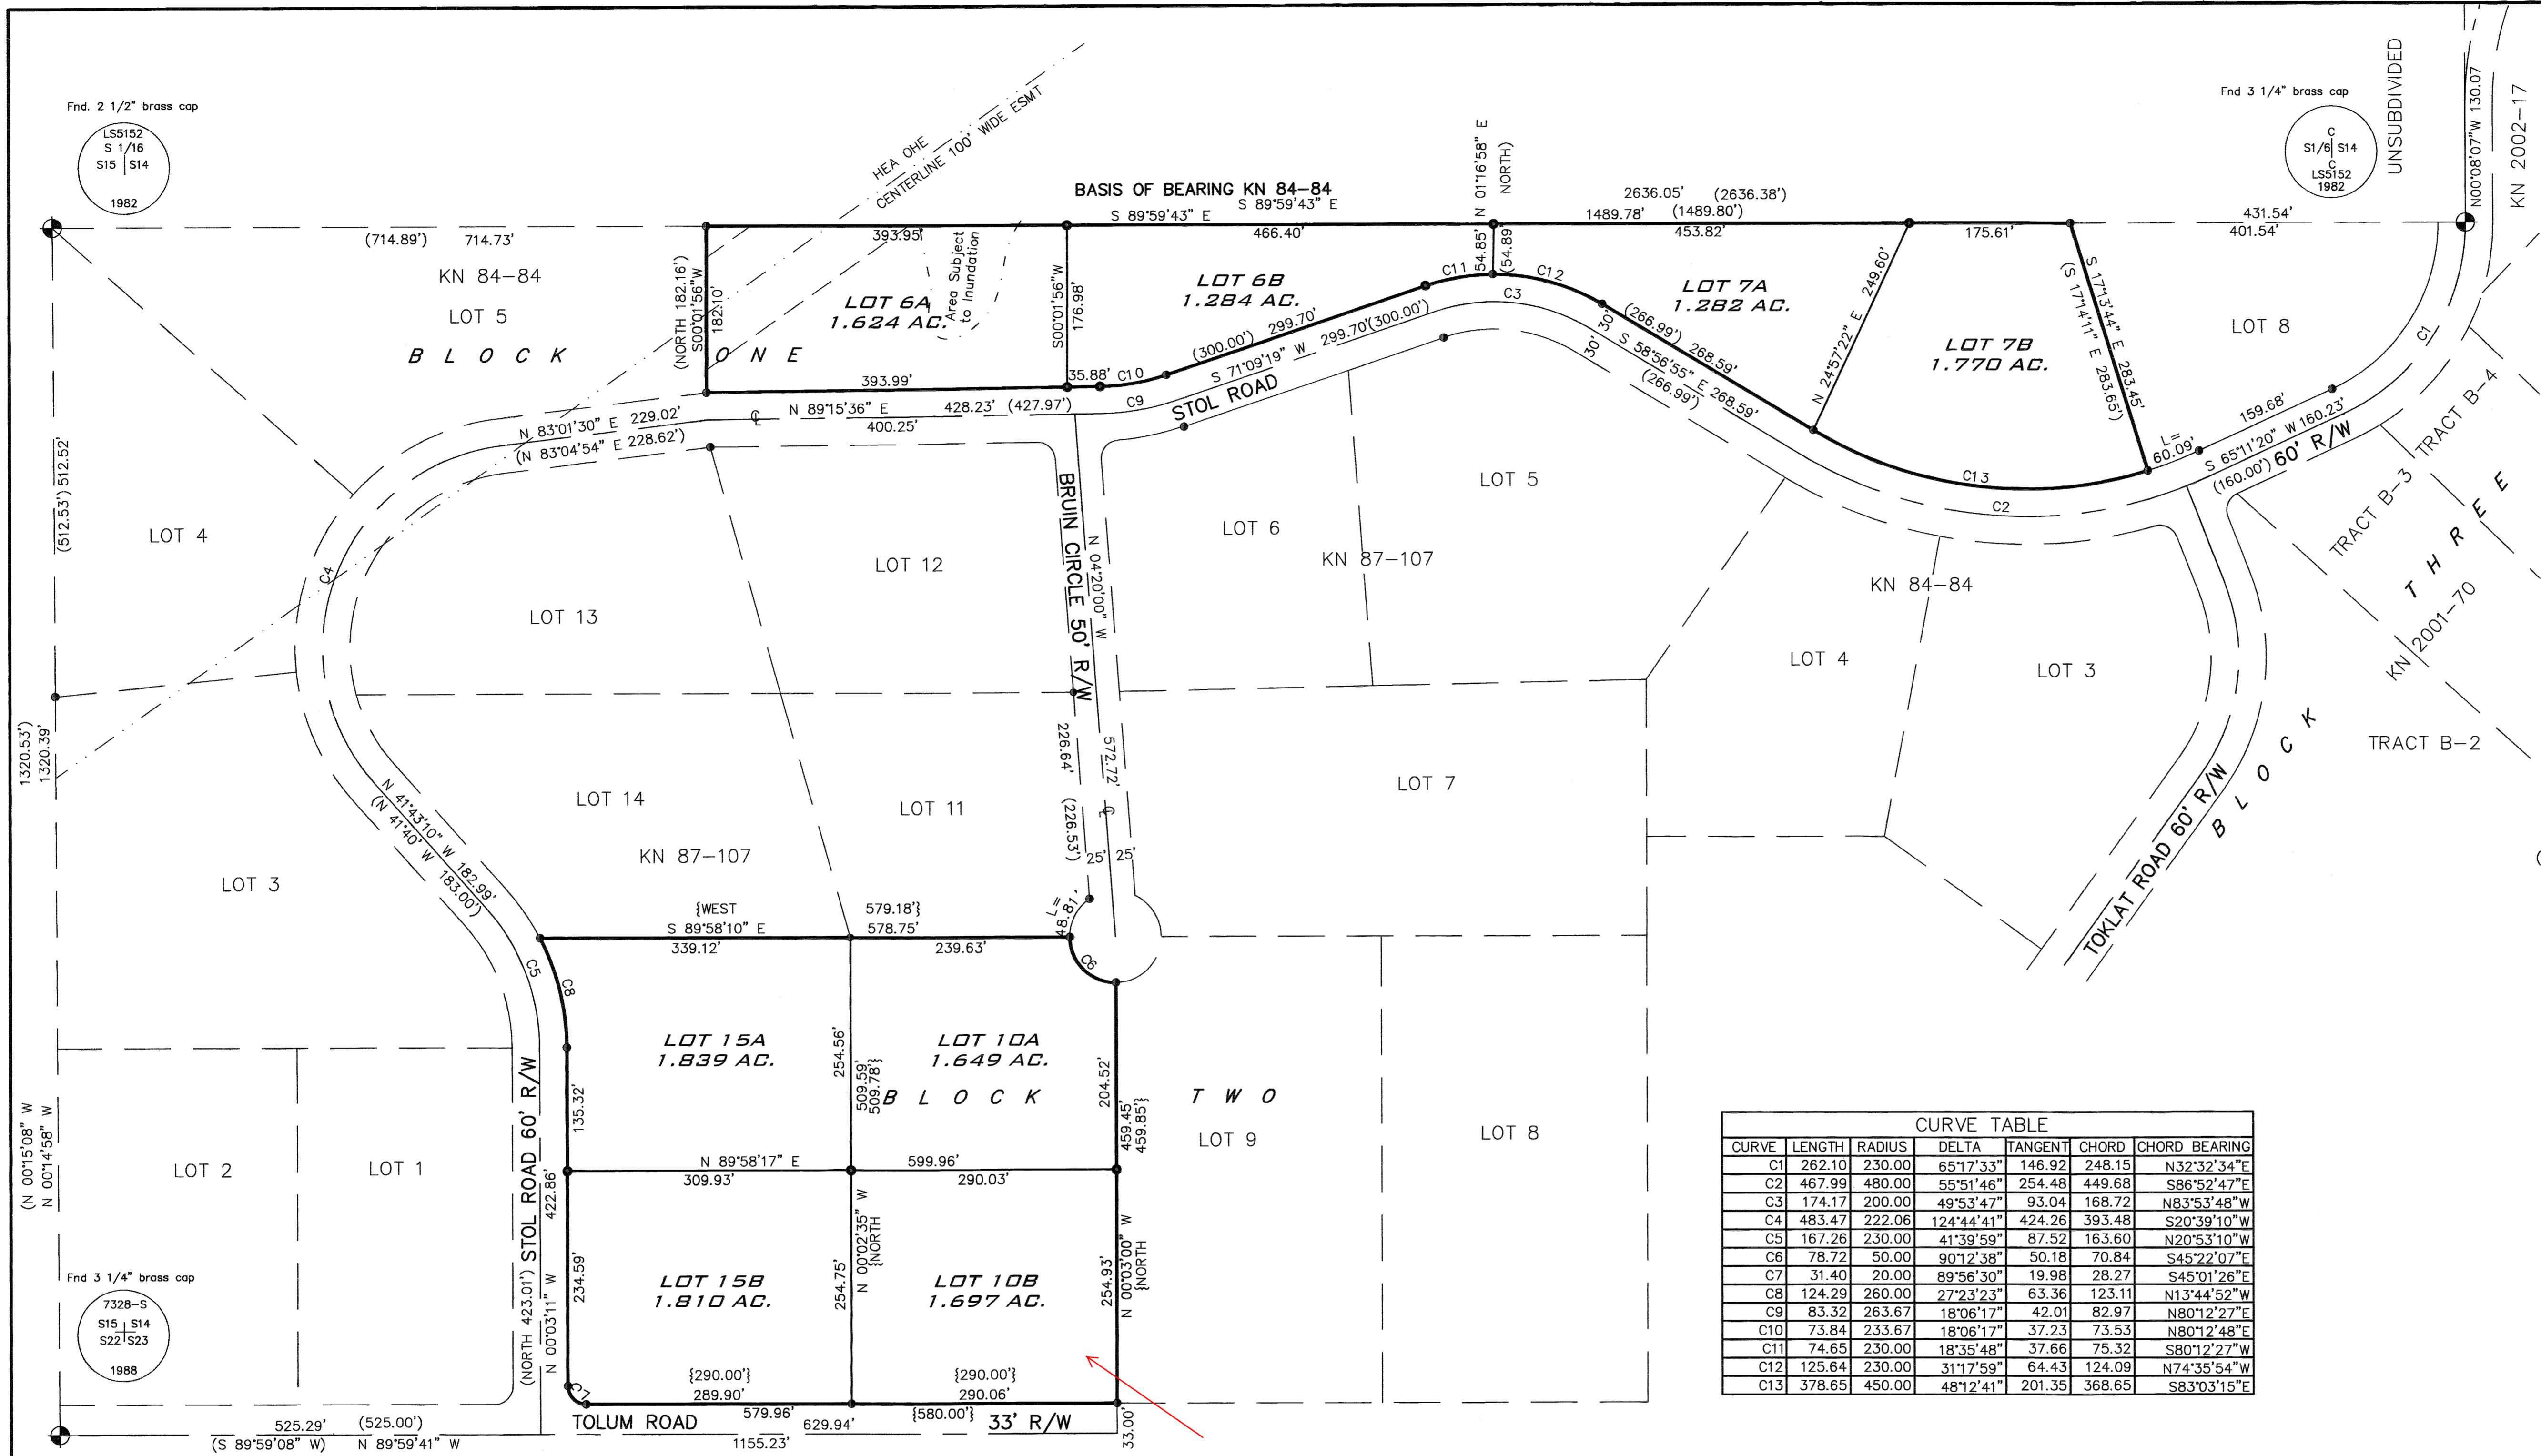 Fnd. 2 1/2" brass cap
LS5152
S 1/16
S15 S14
1982
HEA OHE
CENTERLINE 100' WIDE ESMT
BASIS OF BEARING KN 84-84
S 89°59'43" E
S 89°59'43" E
N 01°16'58" E
NORTH)
54.85'
(54.89'
2636.05' (2636.38')
1489.78' (1489.80')
Fnd 3 1/4" brass cap
C
S1/6 S14
C
LS5152
1982
UNSUBDIVIDED
N00°08'07"W 130.07
KN 2002-17
431.54'
401.54'
(714.89') 714.73'
393.95'
466.40'
453.82'
175.61'
KN 84-84
LOT 5
B L O C K O N E
(NORTH 182.16')
S00°01'56"W
182.10'
LOT 6A
1.624 AC.
Area Subject
to Inundation
S00°01'56"W
176.98'
LOT 6B
1.284 AC.
C11
C12
C3
LOT 7A
1.282 AC.
N 24°57'22" E 249.60'
LOT 7B
1.770 AC.
S 17°13'44" E 283.45'
(S 17°14'11" E 283.65')
LOT 8
C1
393.99'
35.88'
C10
(300.00') 299.70'
S 71°09'19" W 299.70'(300.00')
STOL ROAD
30'
30'
(266.99') 268.59'
S 58°56'55" E 268.59'
(266.99')
C13
C2
L=
60.09'
159.68'
S 65°11'20" W 160.23'
(160.00') 60' R/W
TRACT B-4
TRACT B-3
T H R E E
KN 2001-70
N 83°01'30" E 229.02'
(N 83°04'54" E 228.62')
N 89°15'36" E 428.23' (427.97')
400.25'
C9
(512.53') 512.52'
LOT 4
C4
LOT 13
LOT 12
BRUIN CIRCLE 50' R/W
N 04°20'00" W
LOT 6
LOT 5
KN 87-107
KN 84-84
LOT 4
LOT 3
TRACT B-2
B L O C K
TOKLAT ROAD 60' R/W
1320.53')
1320.39'
N 41°43'10" W 182.99'
(N 41°40' W 183.00')
LOT 14
LOT 11
KN 87-107
226.64' (226.53')
572.72'
25' 25'
LOT 7
LOT 3
{WEST 579.18'}
S 89°58'10" E 578.75'
339.12'
239.63'
L=
48.81'
C6
C5
C8
LOT 15A
1.839 AC.
254.56'
509.59'
509.78'}
LOT 10A
1.649 AC.
204.52'
459.45'
459.85'}
B L O C K T W O
LOT 9
LOT 8
135.32'
(N 00°15'08" W
N 00°14'58" W
LOT 2
LOT 1
(NORTH 423.01') STOL ROAD 60' R/W
N 00°03'11" W 422.86'
N 89°58'17" E 599.96'
309.93'
290.03'
234.59'
LOT 15B
1.810 AC.
254.75'
N 00°02'35" W
{NORTH
LOT 10B
1.697 AC.
254.93'
N 00°03'00" W
{NORTH
Fnd 3 1/4" brass cap
7328-S
S15 S14
S22 S23
1988
C7
{290.00'}
289.90'
{290.00'}
290.06'
TOLUM ROAD
579.96'
{580.00'}
33' R/W
33.00'
525.29' (525.00')
629.94'
(S 89°59'08" W) N 89°59'41" W
1155.23'
CURVE TABLE
CURVE LENGTH RADIUS DELTA TANGENT CHORD CHORD BEARING
C1 262.10 230.00 65°17'33" 146.92 248.15 N32°32'34"E
C2 467.99 480.00 55°51'46" 254.48 449.68 S86°52'47"E
C3 174.17 200.00 49°53'47" 93.04 168.72 N83°53'48"W
C4 483.47 222.06 124°44'41" 424.26 393.48 S20°39'10"W
C5 167.26 230.00 41°39'59" 87.52 163.60 N20°53'10"W
C6 78.72 50.00 90°12'38" 50.18 70.84 S45°22'07"E
C7 31.40 20.00 89°56'30" 19.98 28.27 S45°01'26"E
C8 124.29 260.00 27°23'23" 63.36 123.11 N13°44'52"W
C9 83.32 263.67 18°06'17" 42.01 82.97 N80°12'27"E
C10 73.84 233.67 18°06'17" 37.23 73.53 N80°12'48"E
C11 74.65 230.00 18°35'48" 37.66 75.32 S80°12'27"W
C12 125.64 230.00 31°17'59" 64.43 124.09 N74°35'54"W
C13 378.65 450.00 48°12'41" 201.35 368.65 S83°03'15"E